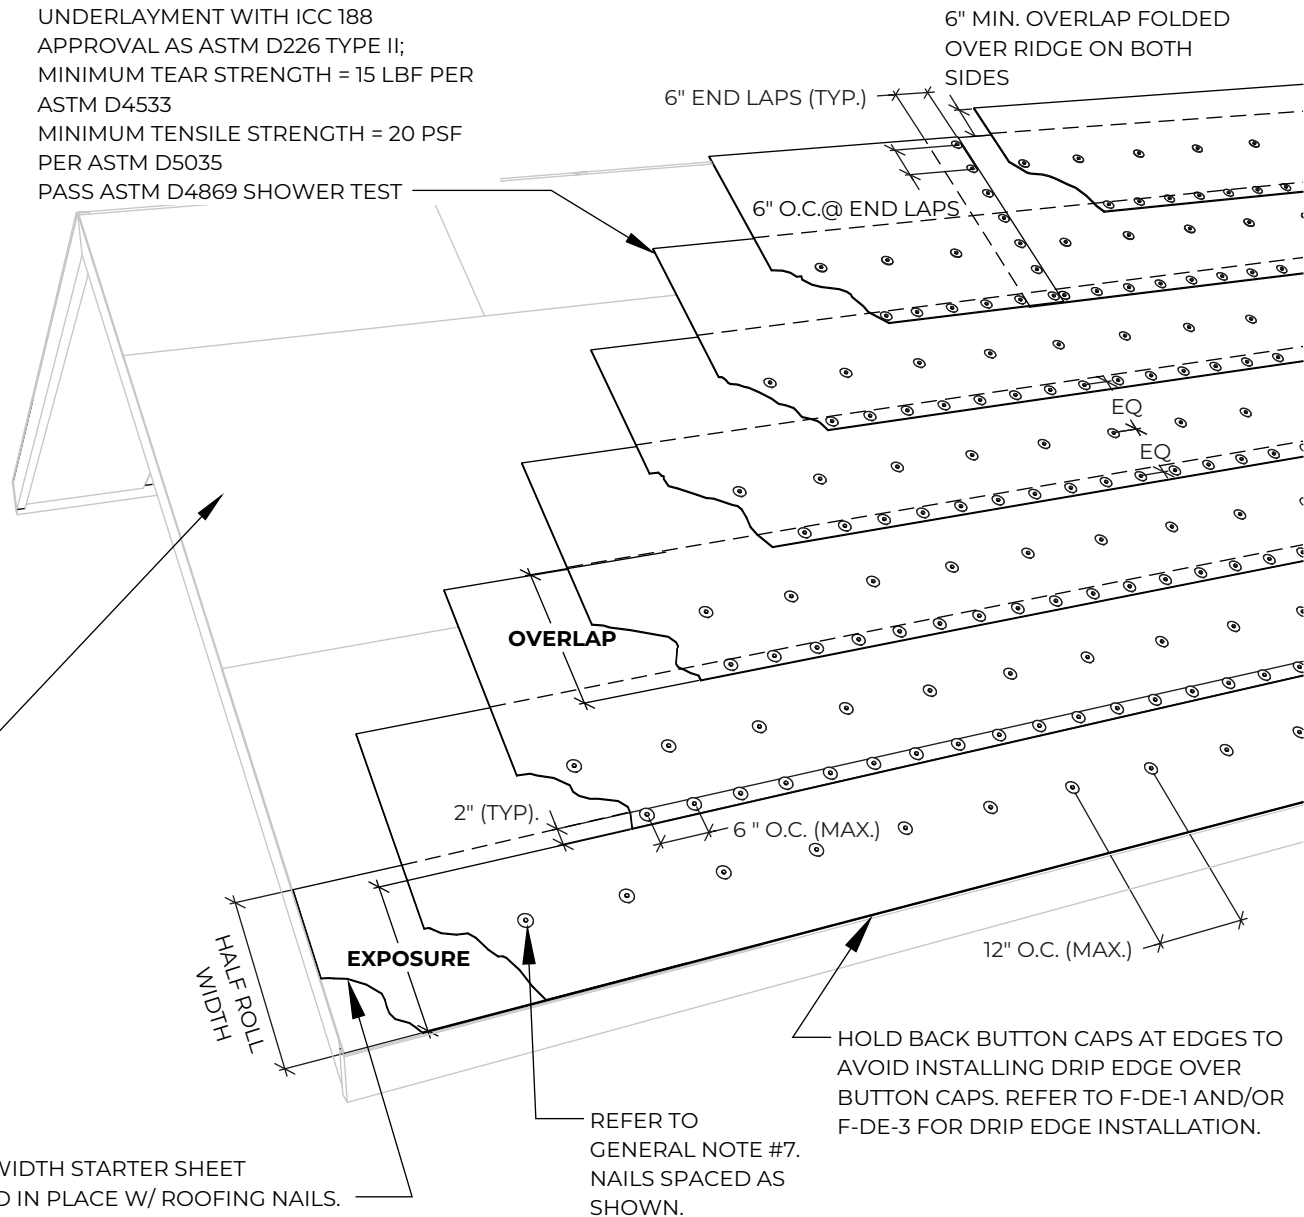 UNDERLAYMENT WITH ICC 188
APPROVAL AS ASTM D226 TYPE II;
MINIMUM TEAR STRENGTH = 15 LBF PER
ASTM D4533
MINIMUM TENSILE STRENGTH = 20 PSF
PER ASTM D5035
PASS ASTM D4869 SHOWER TEST
6" MIN. OVERLAP FOLDED
OVER RIDGE ON BOTH
SIDES
6" END LAPS (TYP.)
6" O.C.@ END LAPS
EQ
EQ
OVERLAP
2" (TYP).
6 " O.C. (MAX.)
EXPOSURE
HALF ROLL
WIDTH
12" O.C. (MAX.)
HOLD BACK BUTTON CAPS AT EDGES TO
AVOID INSTALLING DRIP EDGE OVER
BUTTON CAPS. REFER TO F-DE-1 AND/OR
F-DE-3 FOR DRIP EDGE INSTALLATION.
REFER TO
GENERAL NOTE #7.
NAILS SPACED AS
SHOWN.
WIDTH STARTER SHEET
IN PLACE W/ ROOFING NAILS.